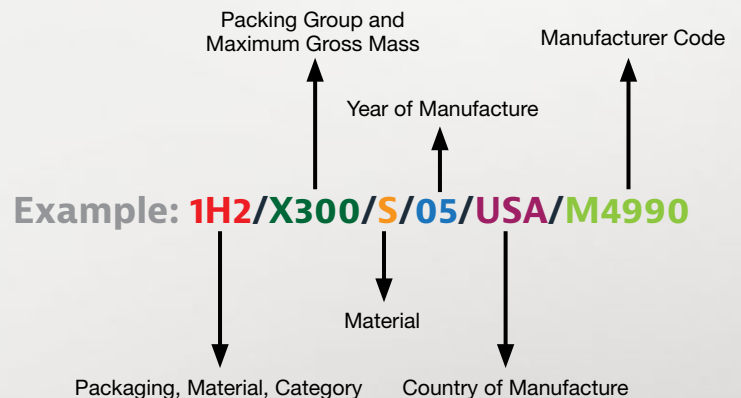 Packing Group and
Maximum Gross Mass
Manufacturer Code
Year of Manufacture
Example: 1H2/X300/S/05/USA/M4990
Material
Packaging, Material, Category
Country of Manufacture